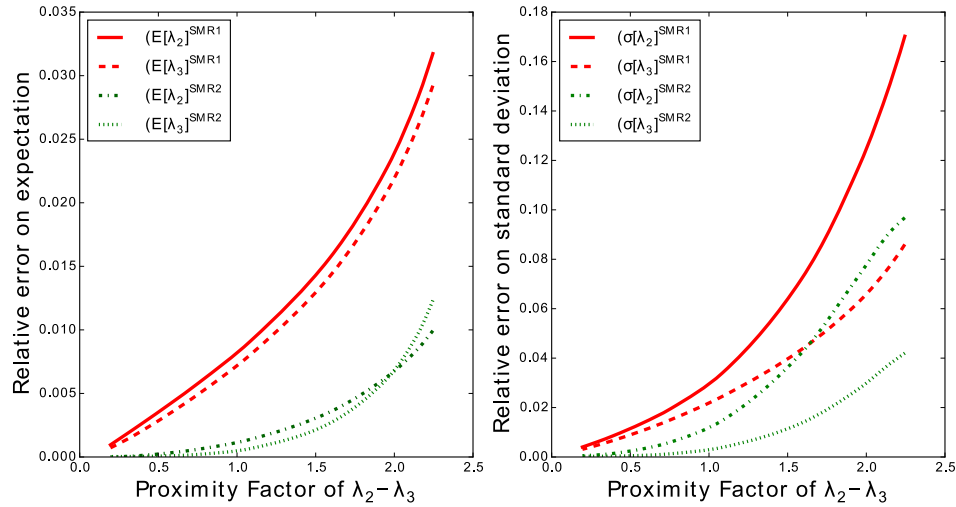 0.035
0.030
0.025
0.020
0.015
0.010
0.005
0.000
0.0 0.5 1.0 1.5 2.0 2.5
Relative error on expectation
Proximity Factor of λ₂−λ₃
(E[λ₂]^SMR1
(E[λ₃]^SMR1
(E[λ₂]^SMR2
(E[λ₃]^SMR2
0.18
0.16
0.14
0.12
0.10
0.08
0.06
0.04
0.02
0.00
0.0 0.5 1.0 1.5 2.0 2.5
Relative error on standard deviation
Proximity Factor of λ₂−λ₃
(σ[λ₂]^SMR1
(σ[λ₃]^SMR1
(σ[λ₂]^SMR2
(σ[λ₃]^SMR2